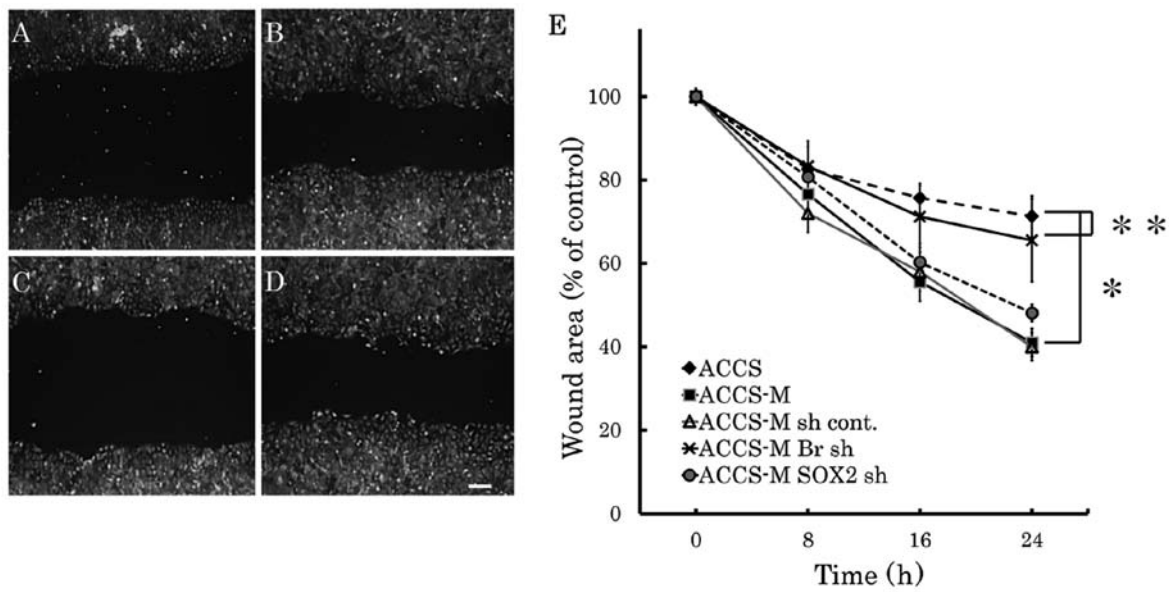 A
B
C
D
E
Wound area (% of control)
100
80
60
40
20
0
0
8
16
24
Time (h)
ACCS
ACCS-M
ACCS-M sh cont.
ACCS-M Br sh
ACCS-M SOX2 sh
* *
*